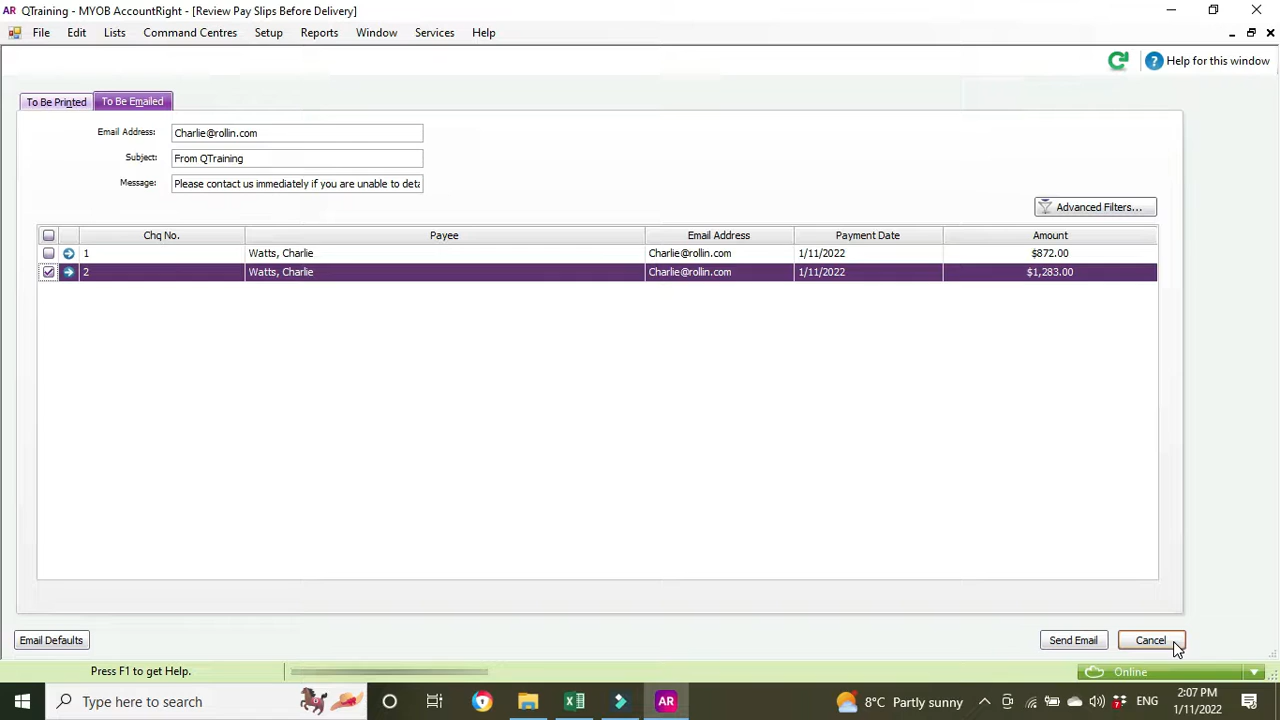 AR QTraining - MYOB AccountRight - [Review Pay Slips Before Delivery]
File Edit Lists Command Centres Setup Reports Window Services Help
? Help for this window
To Be Printed To Be Emailed
Email Address: Charlie@rollin.com
Subject: From QTraining
Message: Please contact us immediately if you are unable to deta
Advanced Filters...
Chq No. Payee Email Address Payment Date Amount
1 Watts, Charlie Charlie@rollin.com 1/11/2022 $872.00
2 Watts, Charlie Charlie@rollin.com 1/11/2022 $1,283.00
Email Defaults Send Email Cancel
Press F1 to get Help. Online
Type here to search AR 8°C Partly sunny ENG 2:07 PM
1/11/2022